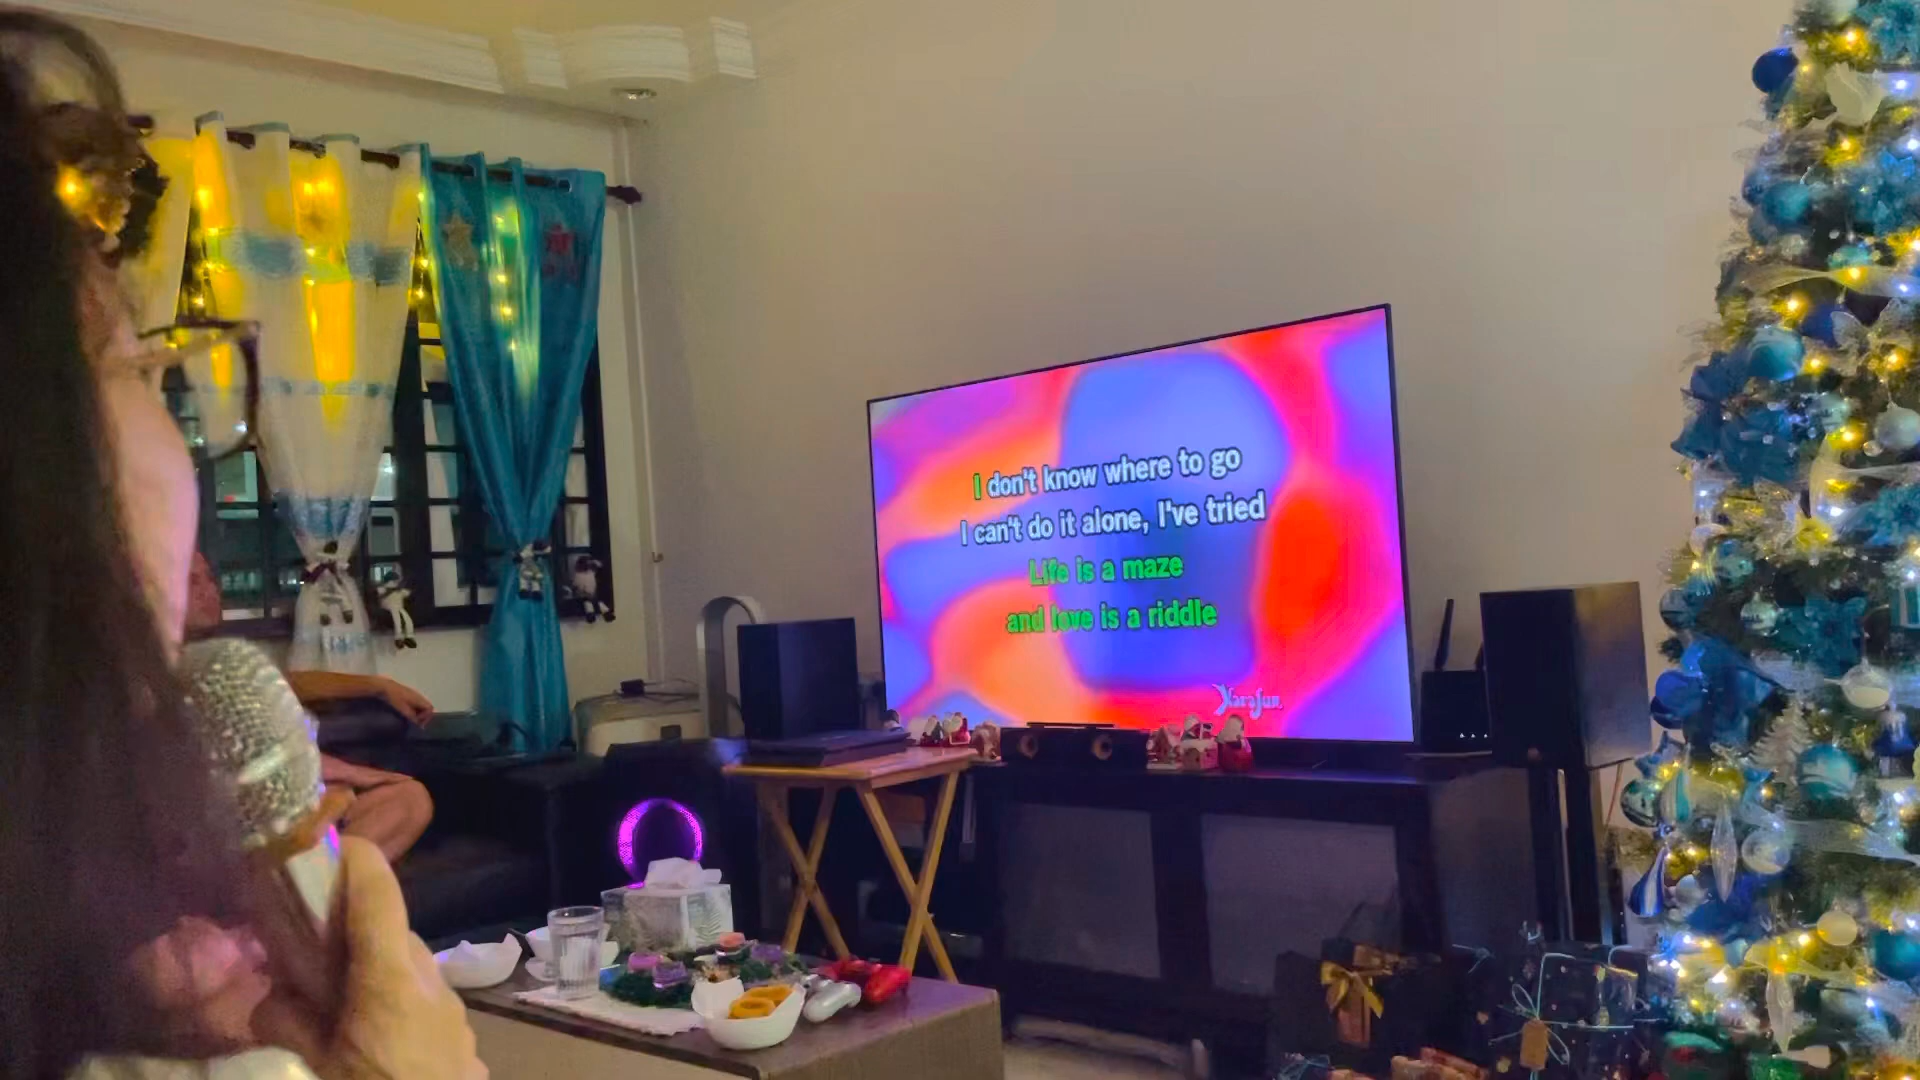 I don't know where to go
I can't do it alone, I've tried
Life is a maze
and love is a riddle
KaraFun